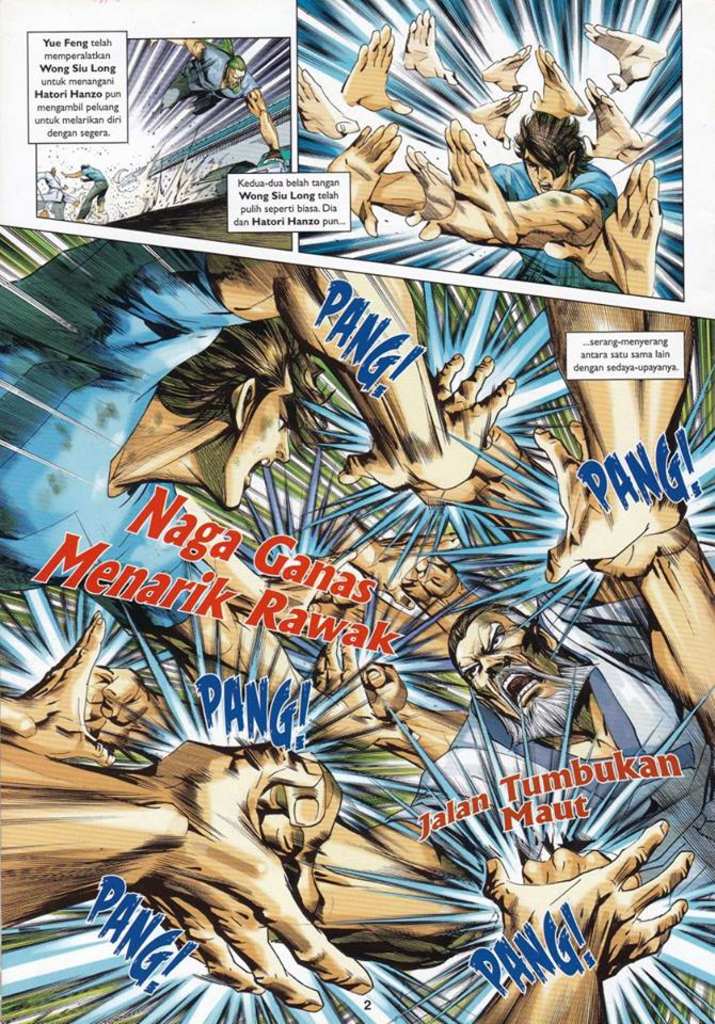 Yue Feng telah
memperalatkan
Wong Siu Long
untuk menangani
Hatori Hanzo pun
mengambil peluang
untuk melarikan diri
dengan segera.
Kedua-dua belah tangan
Wong Siu Long telah
pulih seperti biasa. Dia
dan Hatori Hanzo pun...
...serang-menyerang
antara satu sama lain
dengan sedaya-upayanya.
PANG!
PANG!
Naga Ganas
Menarik Rawak
PANG!
Jalan Tumbukan
Maut
PANG!
PANG!
2